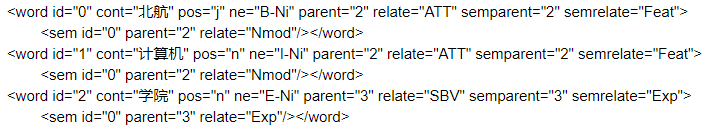 <word id="0" cont="北航" pos="j" ne="B-Ni" parent="2" relate="ATT" semparent="2" semrelate="Feat">
<sem id="0" parent="2" relate="Nmod"/></word>
<word id="1" cont="计算机" pos="n" ne="I-Ni" parent="2" relate="ATT" semparent="2" semrelate="Feat">
<sem id="0" parent="2" relate="Nmod"/></word>
<word id="2" cont="学院" pos="n" ne="E-Ni" parent="3" relate="SBV" semparent="3" semrelate="Exp">
<sem id="0" parent="3" relate="Exp"/></word>